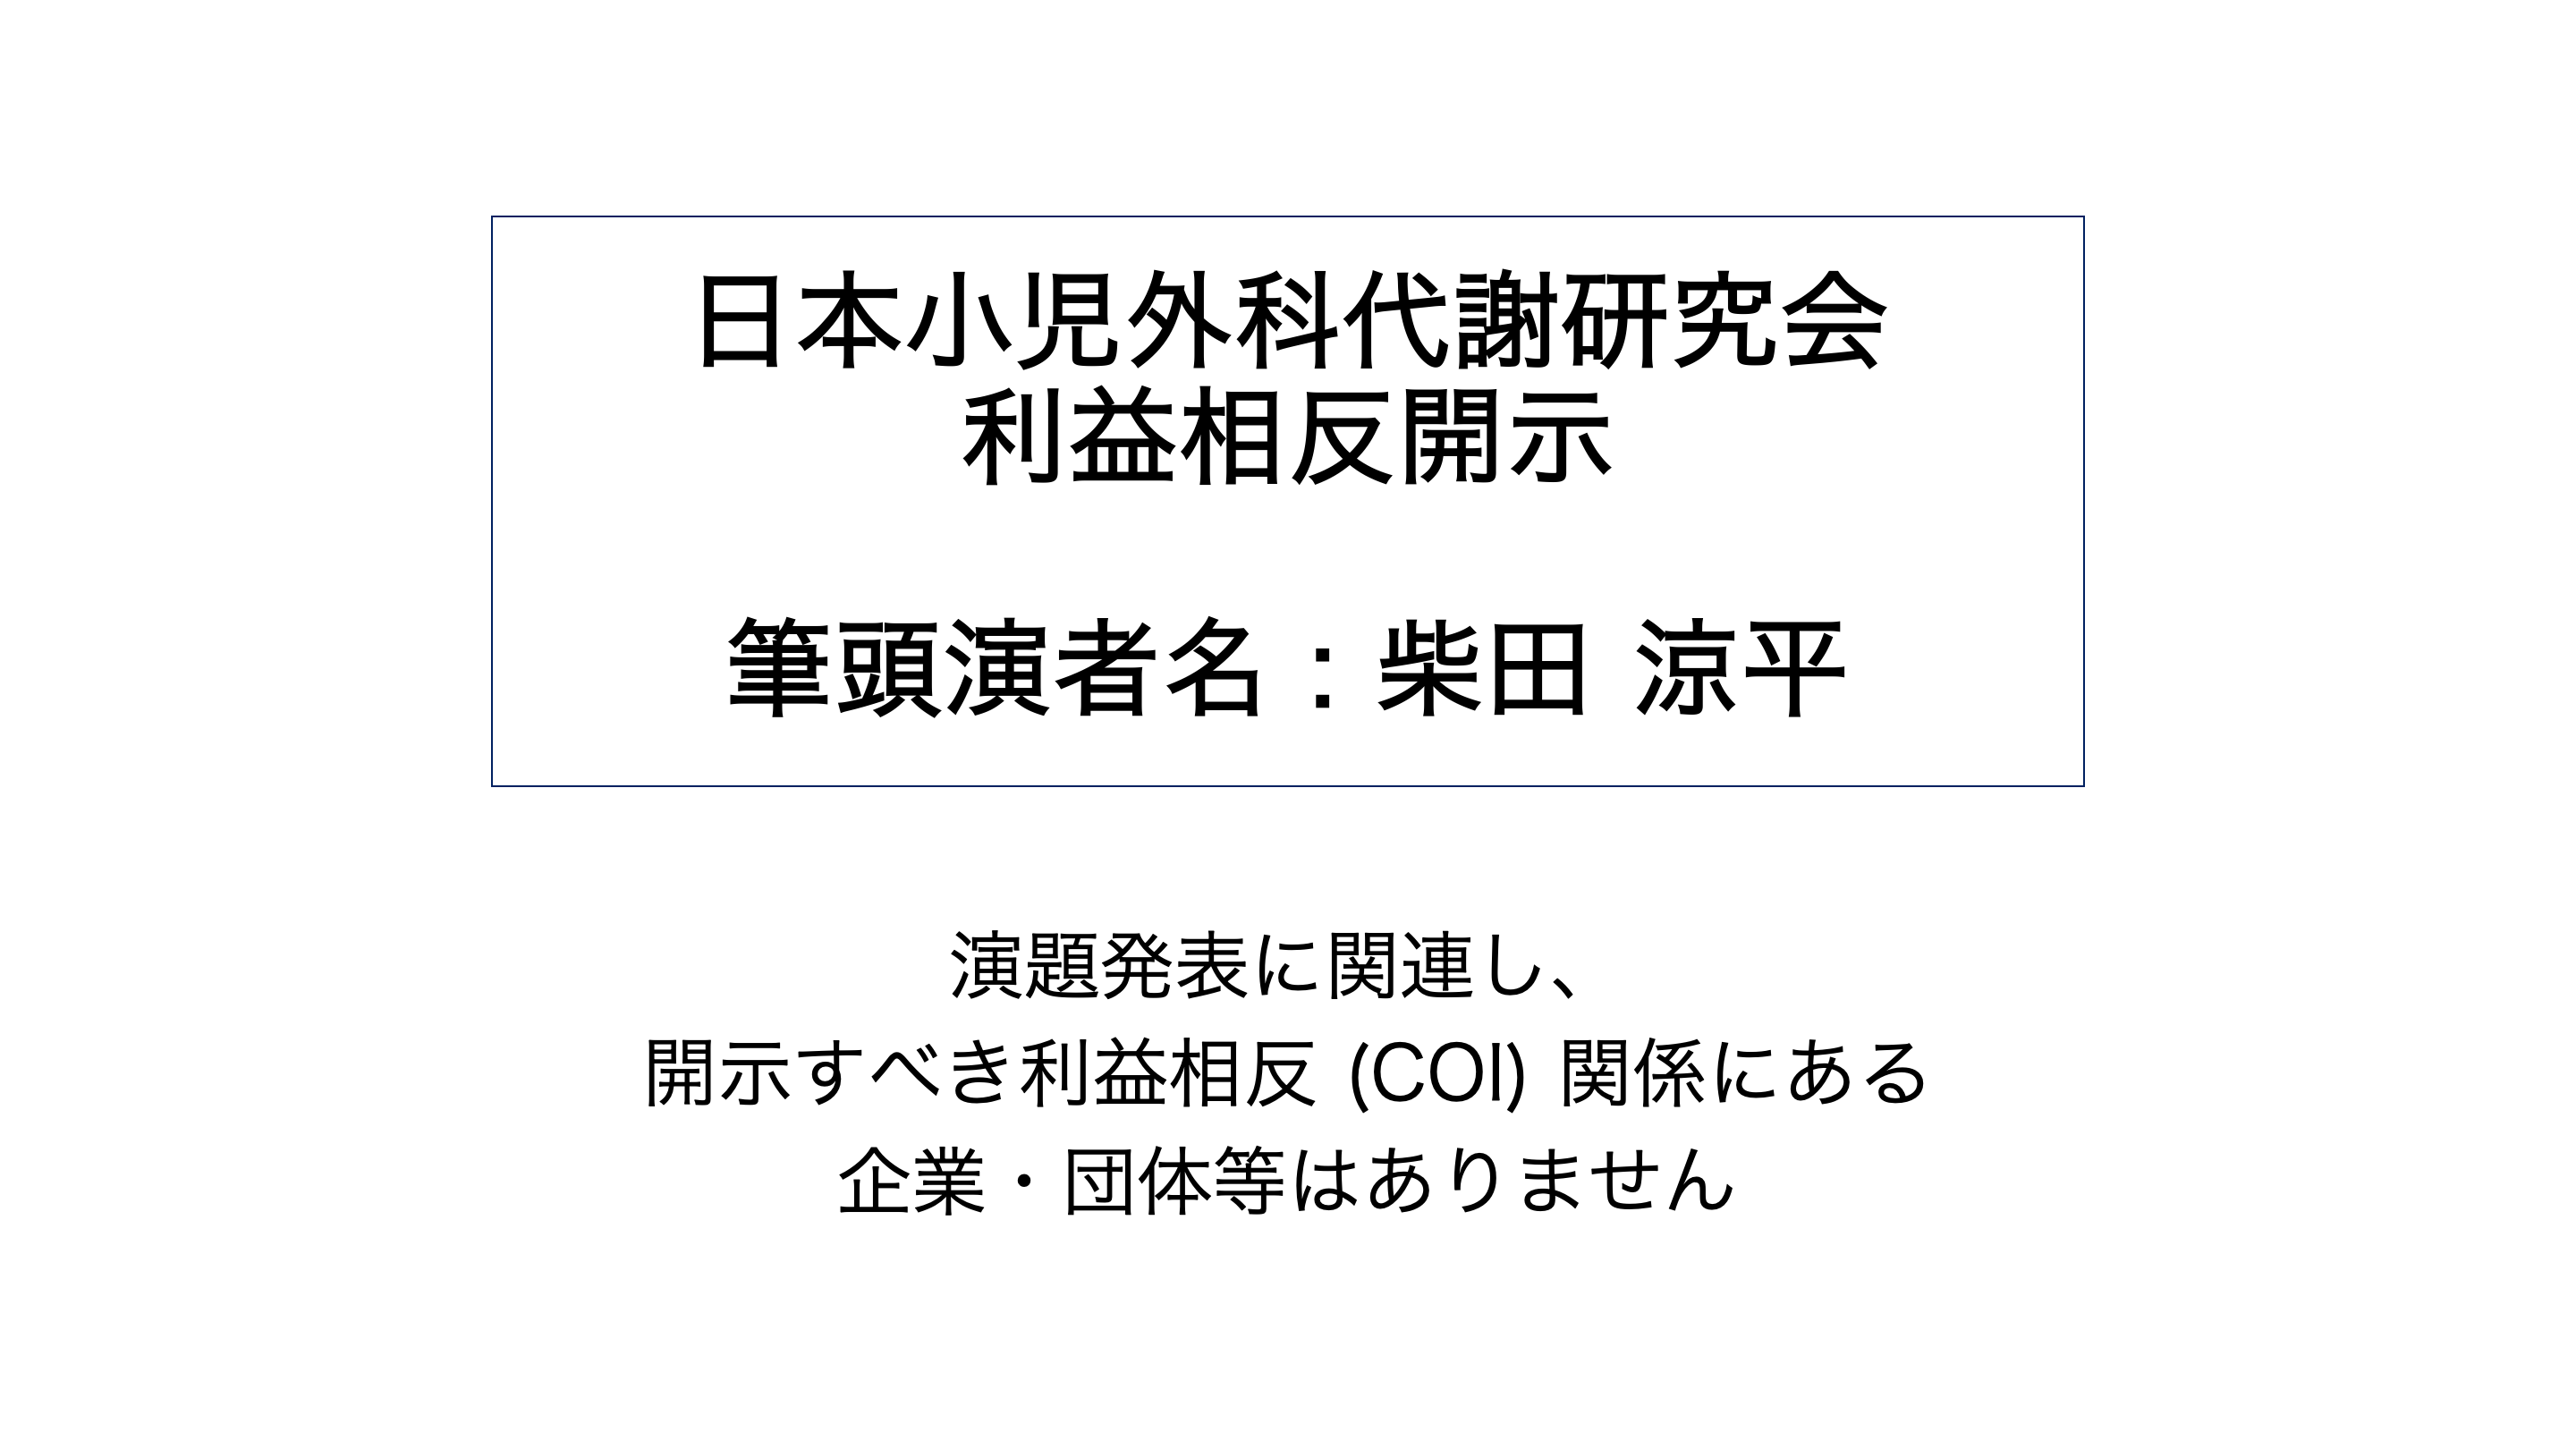 日本小児外科代謝研究会
利益相反開示
筆頭演者名：柴田 涼平
演題発表に関連し、
開示すべき利益相反 (COI) 関係にある
企業・団体等はありません